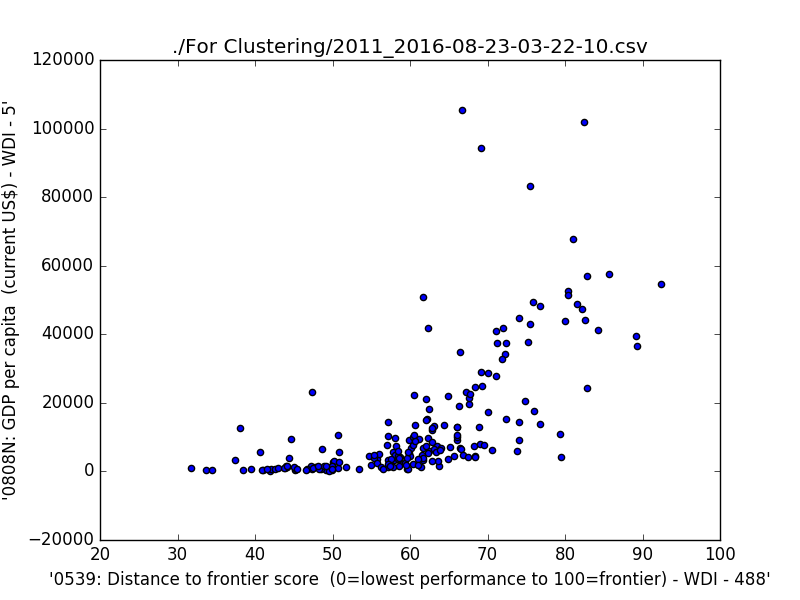 ./For Clustering/2011_2016-08-23-03-22-10.csv
'0808N: GDP per capita  (current US$) - WDI - 5'
120000
100000
80000
60000
40000
20000
0
−20000
20 30 40 50 60 70 80 90 100
'0539: Distance to frontier score  (0=lowest performance to 100=frontier) - WDI - 488'